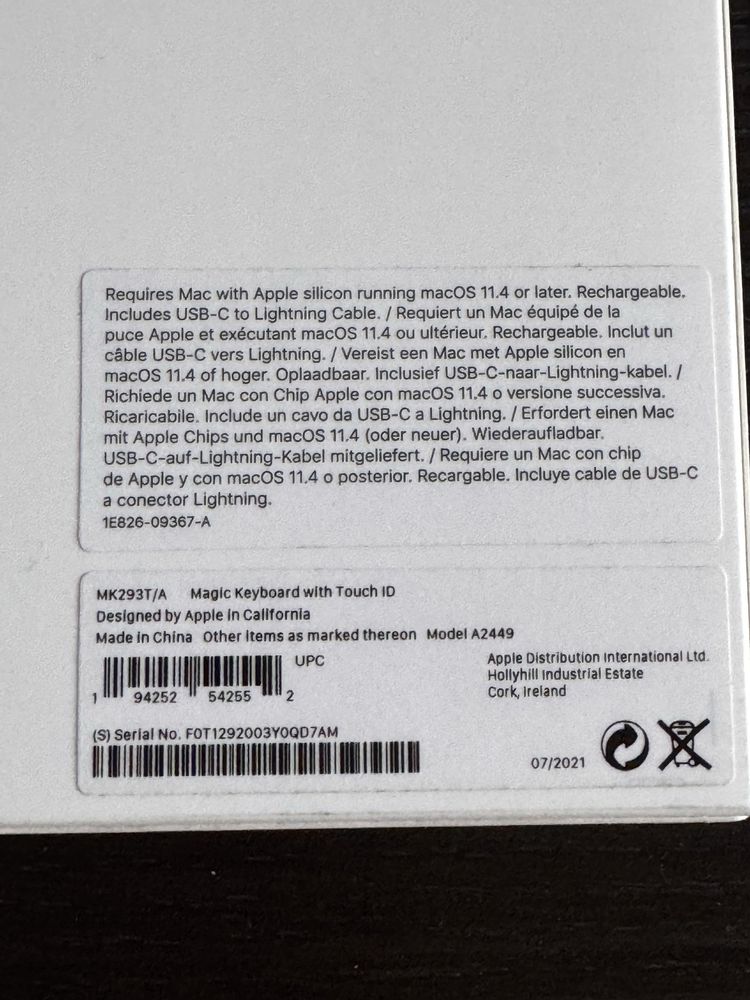 Requires Mac with Apple silicon running macOS 11.4 or later. Rechargeable.
Includes USB-C to Lightning Cable. / Requiert un Mac équipé de la
puce Apple et exécutant macOS 11.4 ou ultérieur. Rechargeable. Inclut un
câble USB-C vers Lightning. / Vereist een Mac met Apple silicon en
macOS 11.4 of hoger. Oplaadbaar. Inclusief USB-C-naar-Lightning-kabel. /
Richiede un Mac con Chip Apple con macOS 11.4 o versione successiva.
Ricaricabile. Include un cavo da USB-C a Lightning. / Erfordert einen Mac
mit Apple Chips und macOS 11.4 (oder neuer). Wiederaufladbar.
USB-C-auf-Lightning-Kabel mitgeliefert. / Requiere un Mac con chip
de Apple y con macOS 11.4 o posterior. Recargable. Incluye cable de USB-C
a conector Lightning.
1E826-09367-A
MK293T/A Magic Keyboard with Touch ID
Designed by Apple in California
Made in China Other items as marked thereon Model A2449
UPC
1 94252 54255 2
Apple Distribution International Ltd.
Hollyhill Industrial Estate
Cork, Ireland
(S) Serial No. F0T1292003Y0QD7AM
07/2021